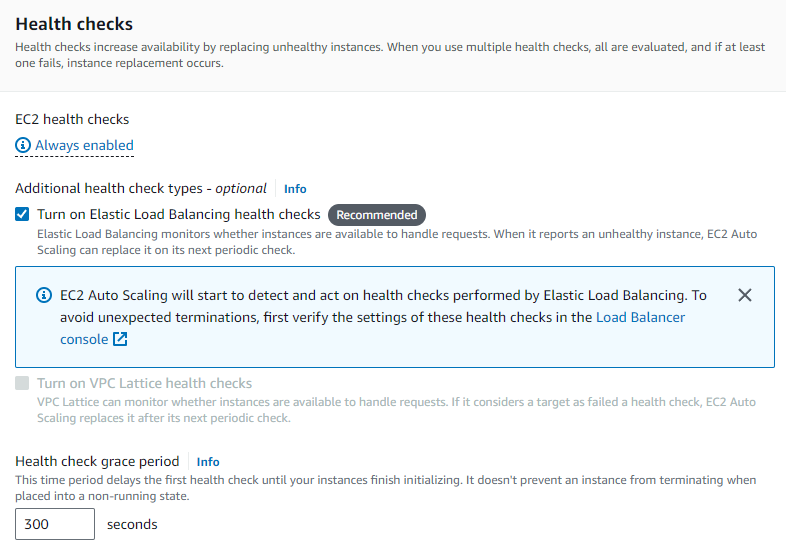 Health checks
Health checks increase availability by replacing unhealthy instances. When you use multiple health checks, all are evaluated, and if at least
one fails, instance replacement occurs.
EC2 health checks
Always enabled
Additional health check types - optional Info
Turn on Elastic Load Balancing health checks Recommended
Elastic Load Balancing monitors whether instances are available to handle requests. When it reports an unhealthy instance, EC2 Auto
Scaling can replace it on its next periodic check.
EC2 Auto Scaling will start to detect and act on health checks performed by Elastic Load Balancing. To
avoid unexpected terminations, first verify the settings of these health checks in the Load Balancer
console
Turn on VPC Lattice health checks
VPC Lattice can monitor whether instances are available to handle requests. If it considers a target as failed a health check, EC2 Auto
Scaling replaces it after its next periodic check.
Health check grace period Info
This time period delays the first health check until your instances finish initializing. It doesn't prevent an instance from terminating when
placed into a non-running state.
300 seconds